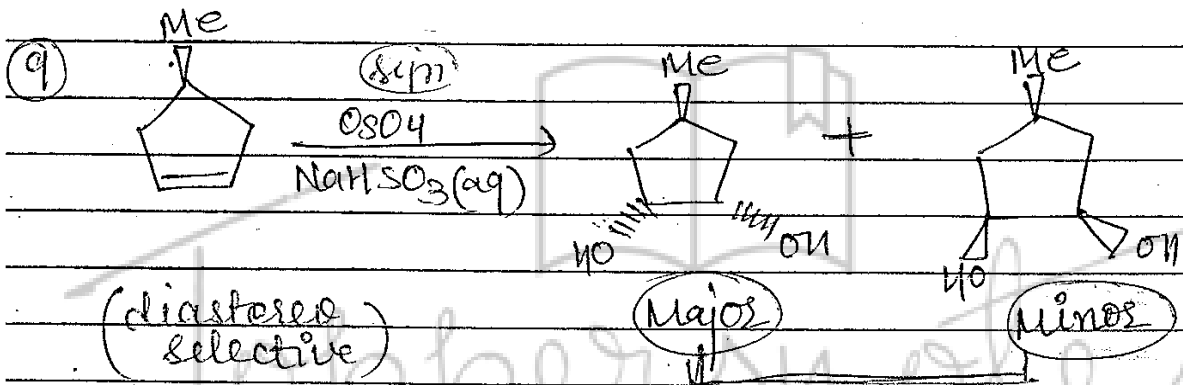 9
Me
(syn)
OsO4
NaHSO3(aq)
Me
HO OH
+
Me
HO OH
(diastereo selective)
Major
Minor